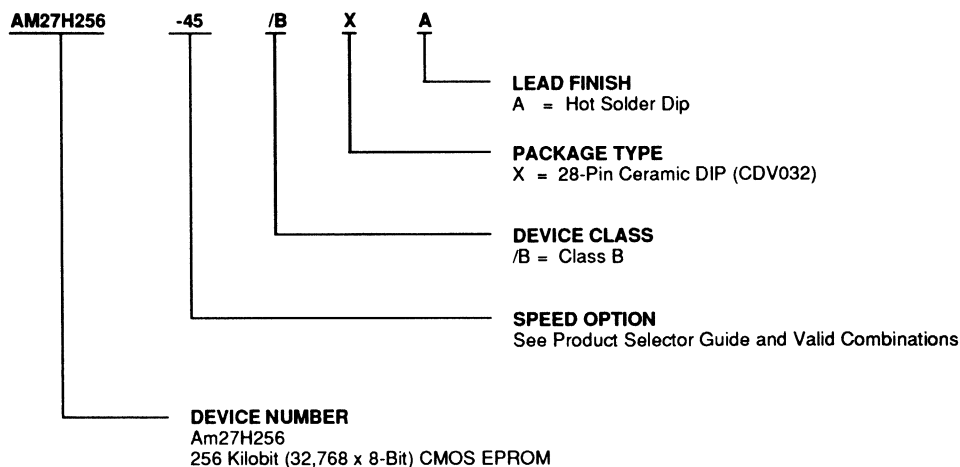 AM27H256 -45 /B X A
LEAD FINISH
A = Hot Solder Dip
PACKAGE TYPE
X = 28-Pin Ceramic DIP (CDV032)
DEVICE CLASS
/B = Class B
SPEED OPTION
See Product Selector Guide and Valid Combinations
DEVICE NUMBER
Am27H256
256 Kilobit (32,768 x 8-Bit) CMOS EPROM